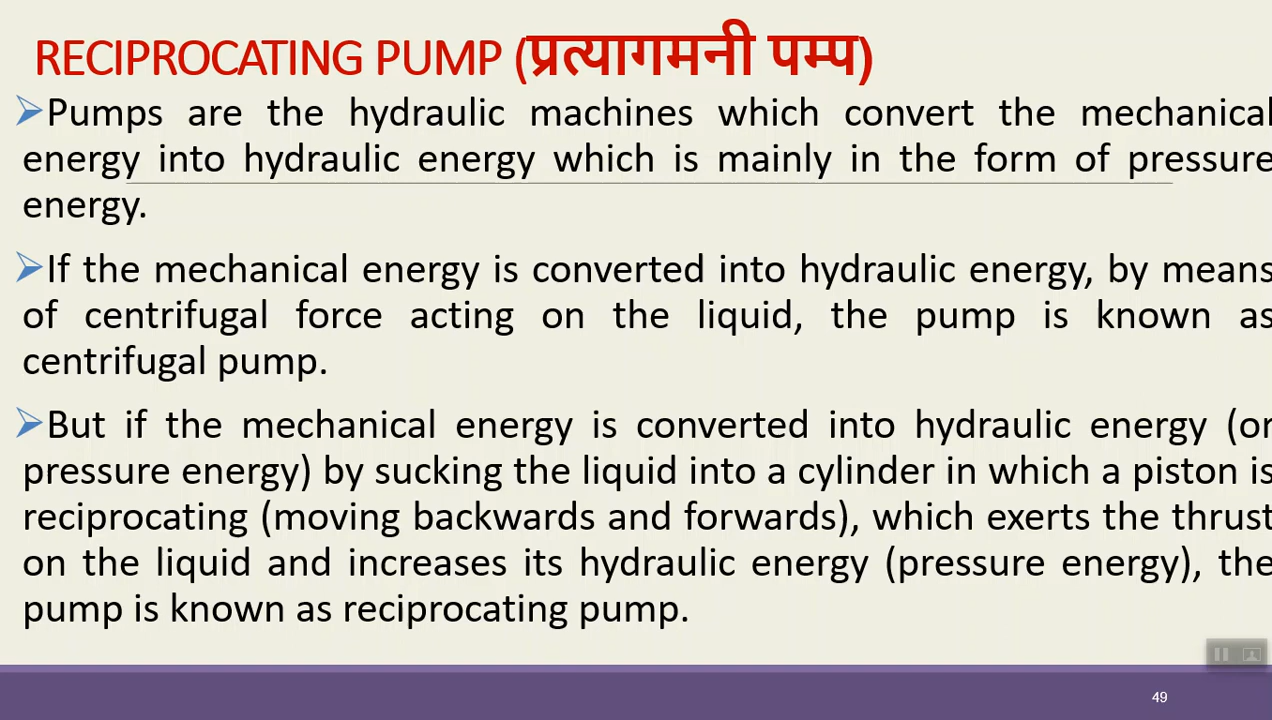 RECIPROCATING PUMP (प्रत्यागमनी पम्प)
➢Pumps are the hydraulic machines which convert the mechanical
energy into hydraulic energy which is mainly in the form of pressure
energy.
➢If the mechanical energy is converted into hydraulic energy, by means
of centrifugal force acting on the liquid, the pump is known as
centrifugal pump.
➢But if the mechanical energy is converted into hydraulic energy (or
pressure energy) by sucking the liquid into a cylinder in which a piston is
reciprocating (moving backwards and forwards), which exerts the thrust
on the liquid and increases its hydraulic energy (pressure energy), the
pump is known as reciprocating pump.
49